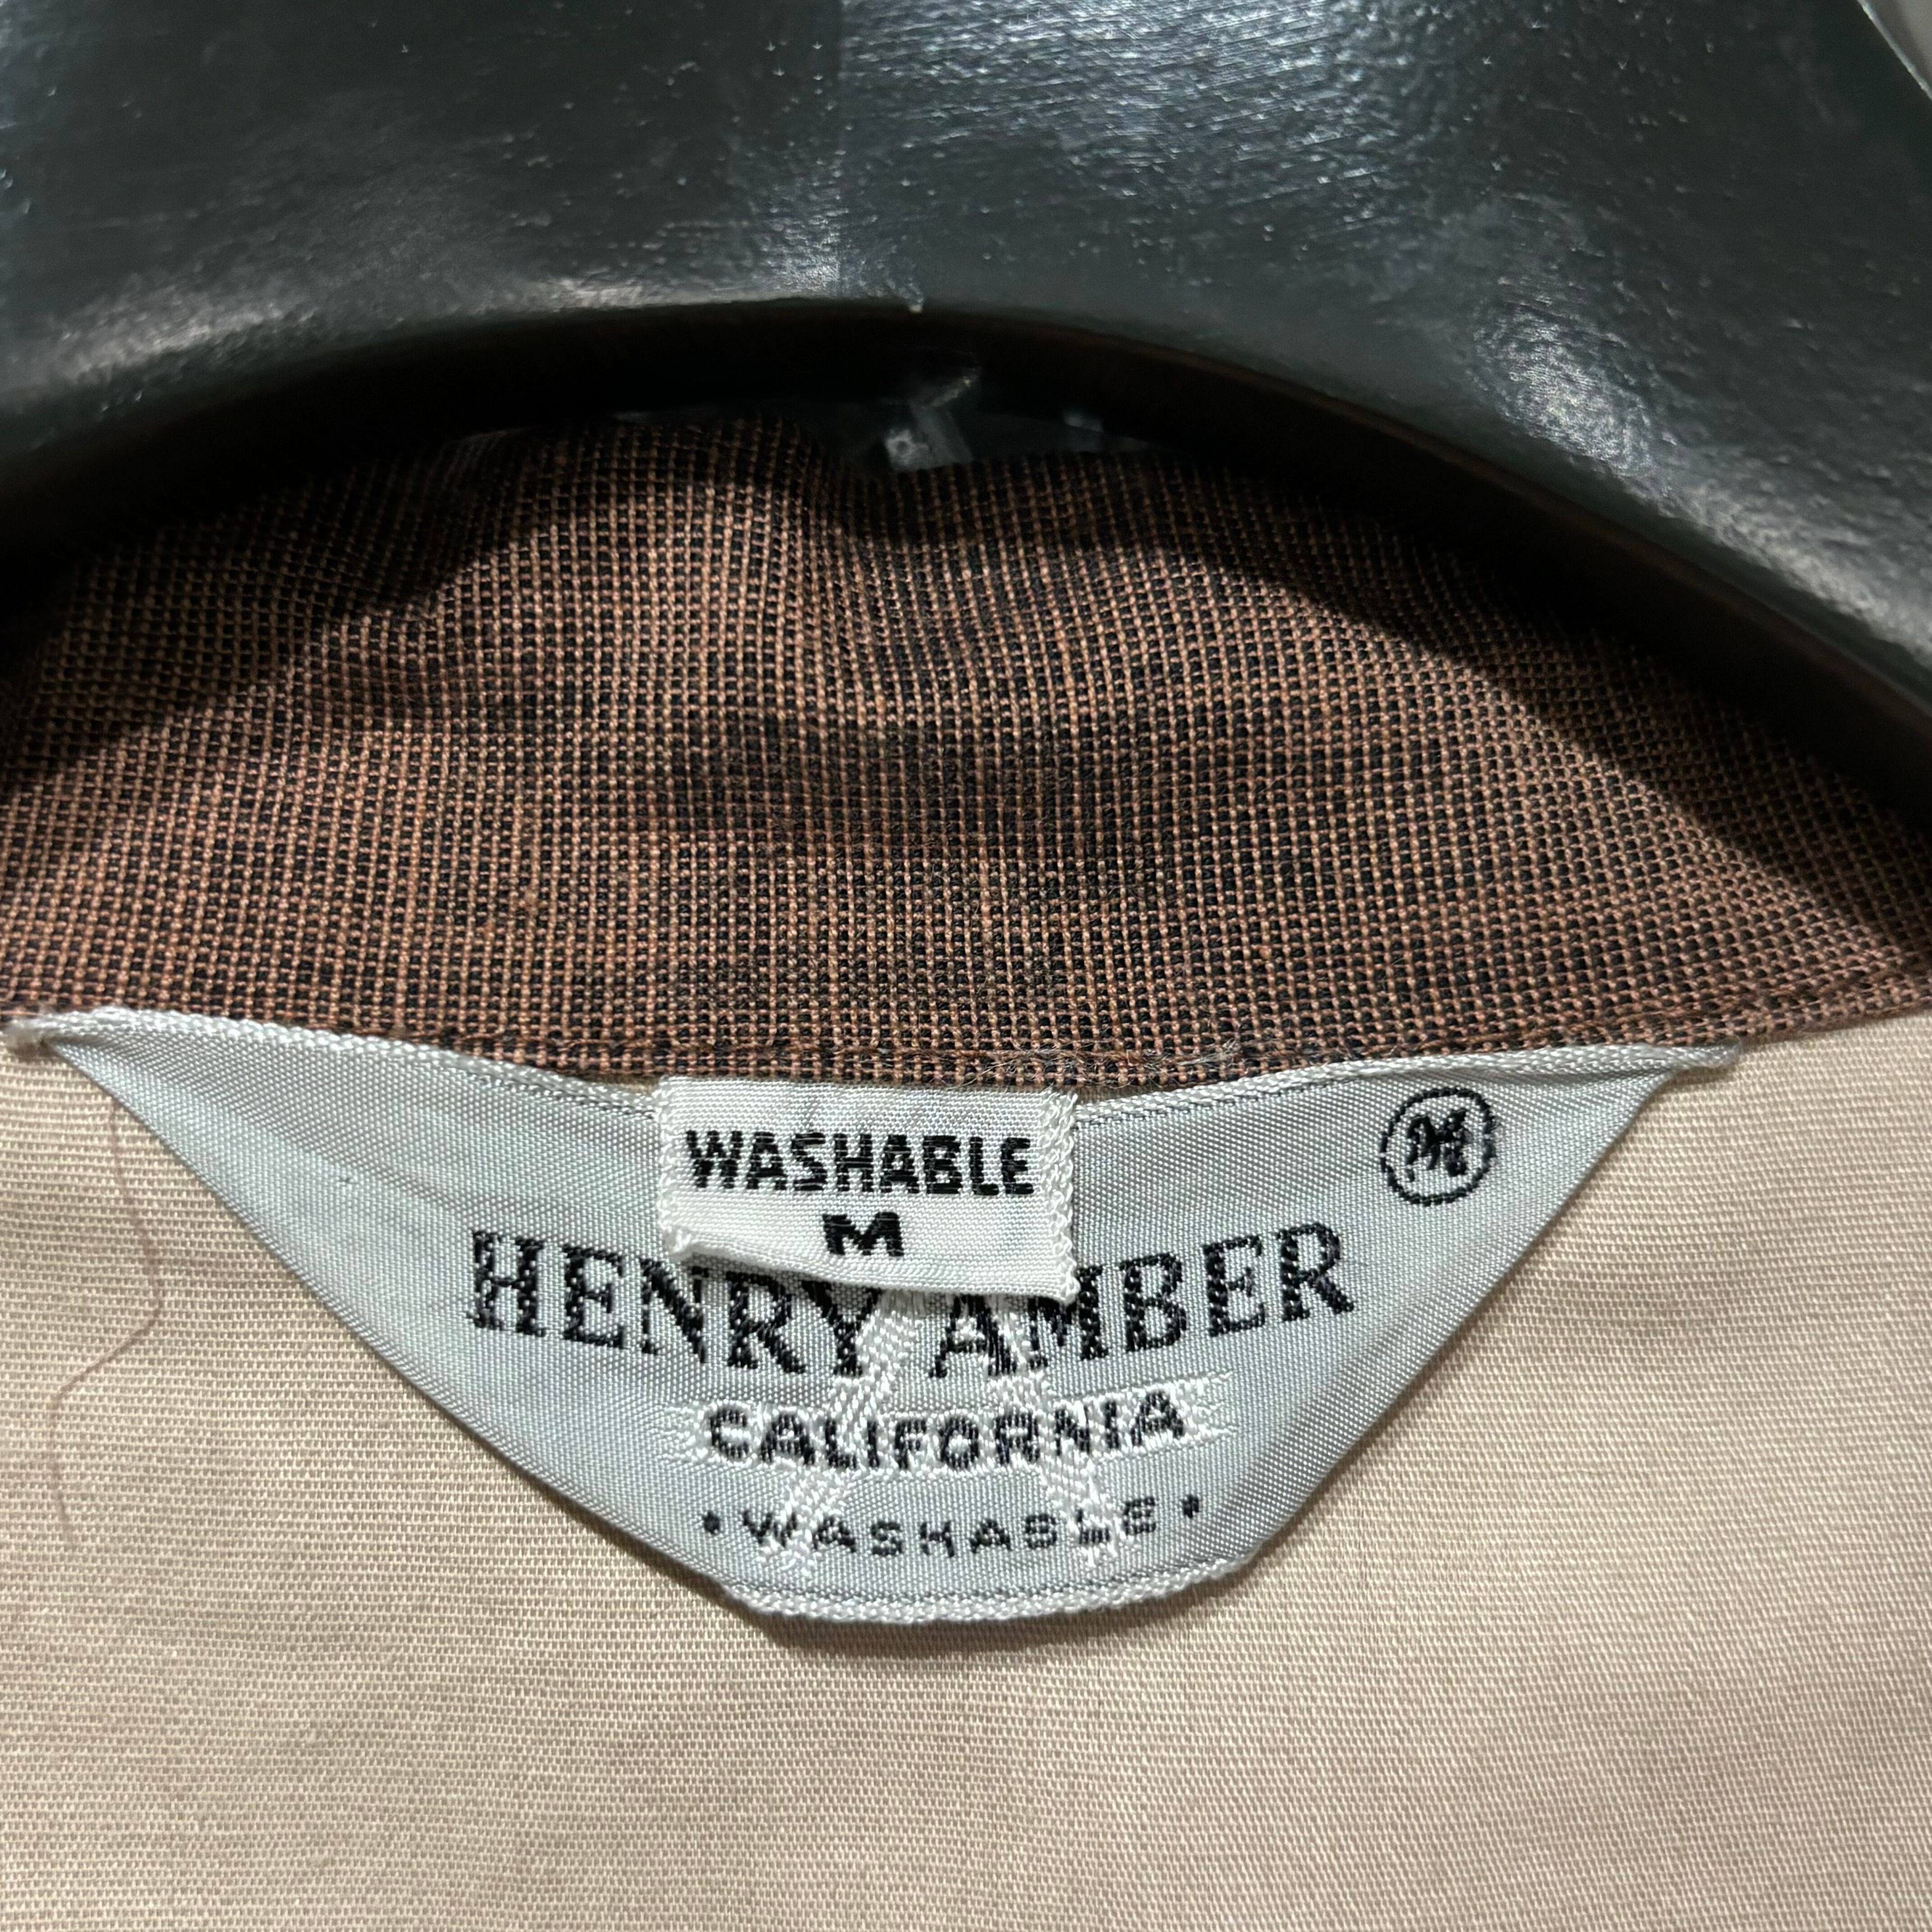 WASHABLE
M
HENRY AMBER
CALIFORNIA
• WASHABLE •